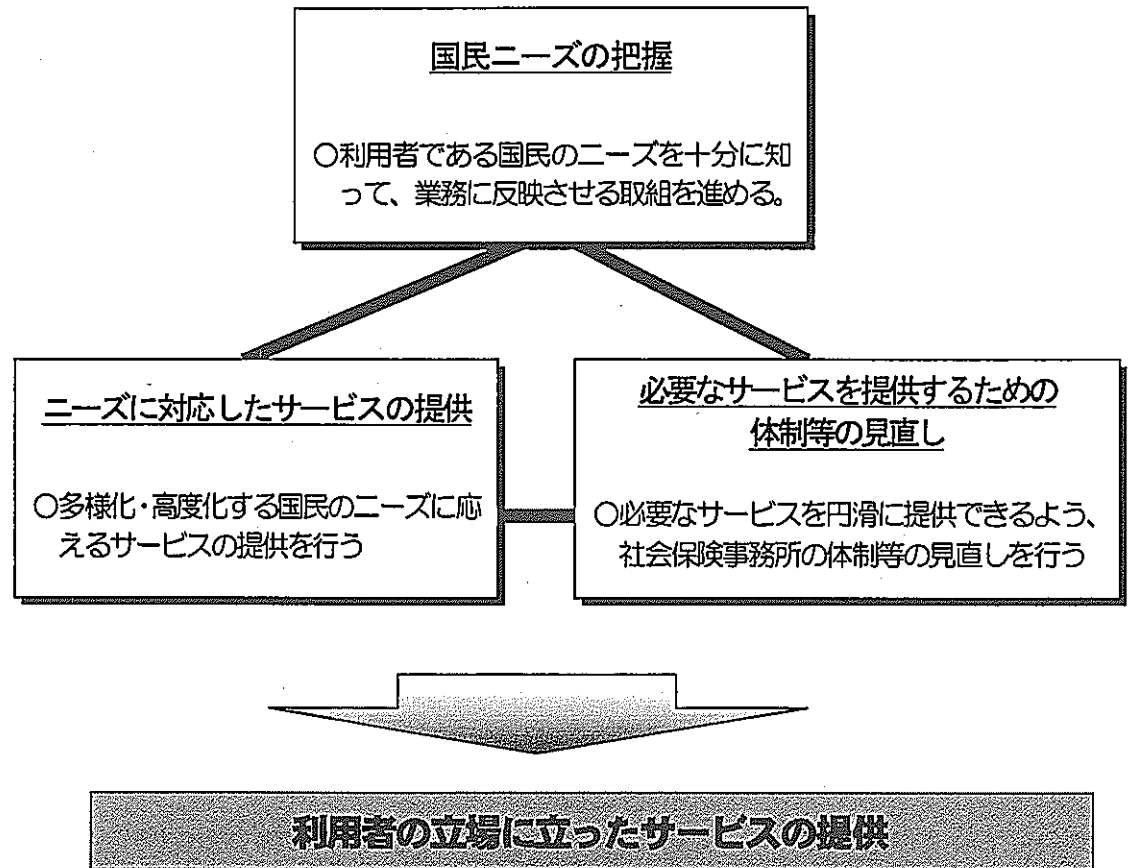 国民ニーズの把握
○利用者である国民のニーズを十分に知
って、業務に反映させる取組を進める。
ニーズに対応したサービスの提供
○多様化・高度化する国民のニーズに応
えるサービスの提供を行う
必要なサービスを提供するための
体制等の見直し
○必要なサービスを円滑に提供できるよう、
社会保険事務所の体制等の見直しを行う
利用者の立場に立ったサービスの提供